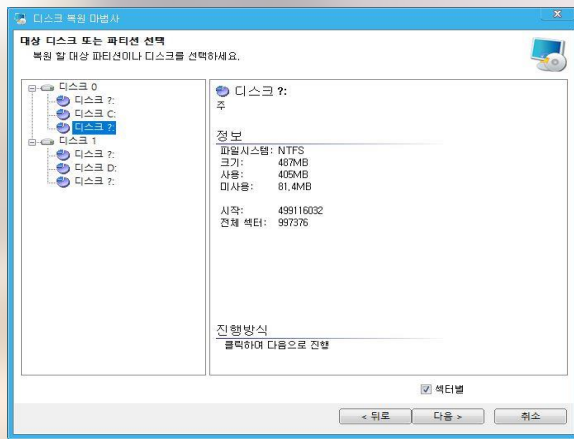 디스크 복원 마법사
대상 디스크 또는 파티션 선택
복원 할 대상 파티션이나 디스크를 선택하세요.
디스크 0
디스크 ?:
디스크 C:
디스크 ?:
디스크 1
디스크 ?:
디스크 D:
디스크 ?:
디스크 ?:
주
정보
파일시스템: NTFS
크기: 487MB
사용: 405MB
미사용: 81,4MB
시작: 499116032
전체 섹터: 997376
진행방식
클릭하며 다음으로 진행
섹터별
< 뒤로
다음 >
취소